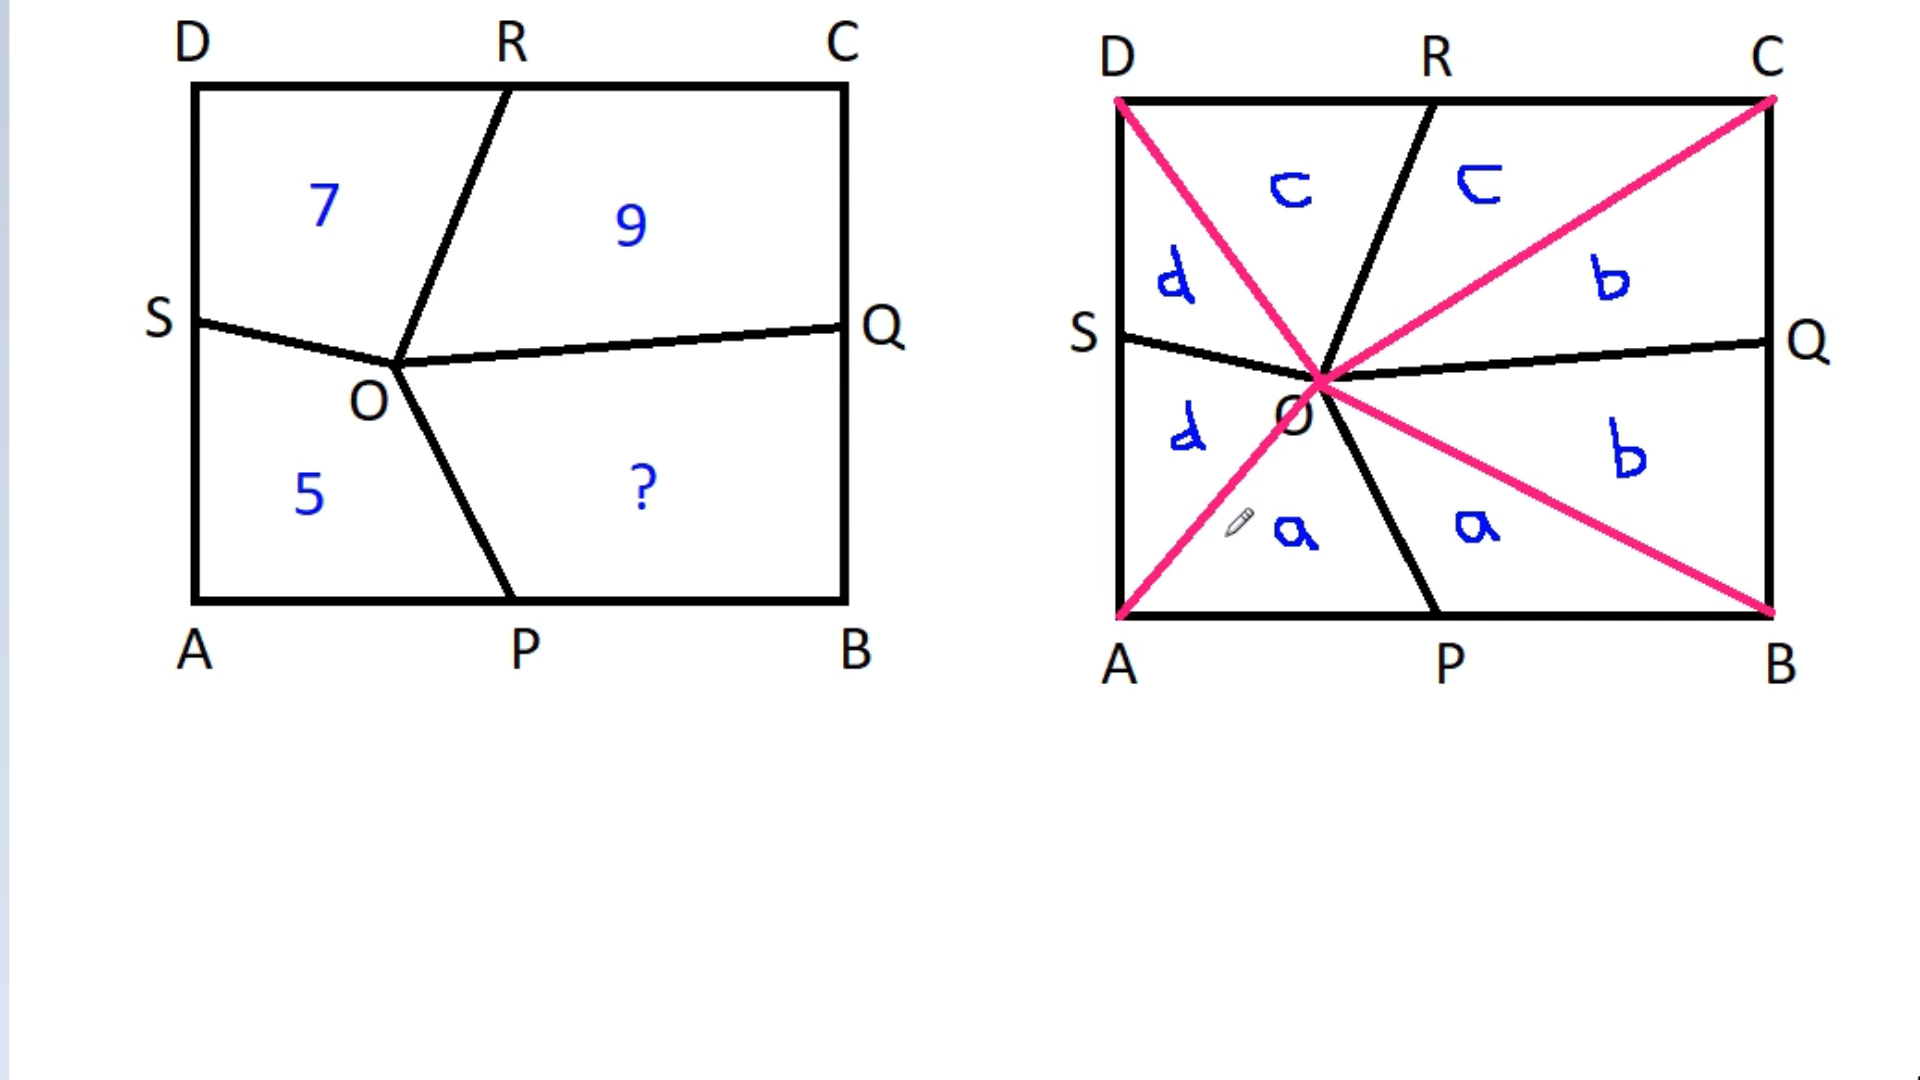 D R C
D R C
7 9
c c
d b
S Q
S Q
O
O
5 ?
d b
a a
A P B
A P B